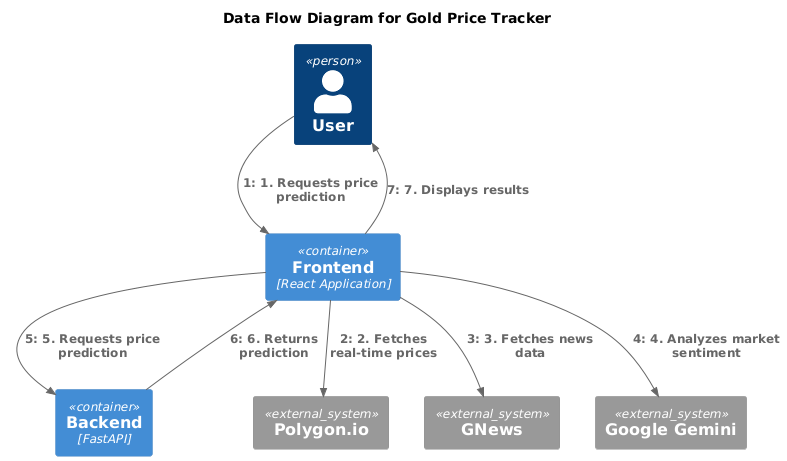 Data Flow Diagram for Gold Price Tracker
«person»
User
1: 1. Requests price
prediction
7: 7. Displays results
«container»
Frontend
[React Application]
5: 5. Requests price
prediction
6: 6. Returns
prediction
2: 2. Fetches
real-time prices
3: 3. Fetches news
data
4: 4. Analyzes market
sentiment
«container»
Backend
[FastAPI]
«external_system»
Polygon.io
«external_system»
GNews
«external_system»
Google Gemini